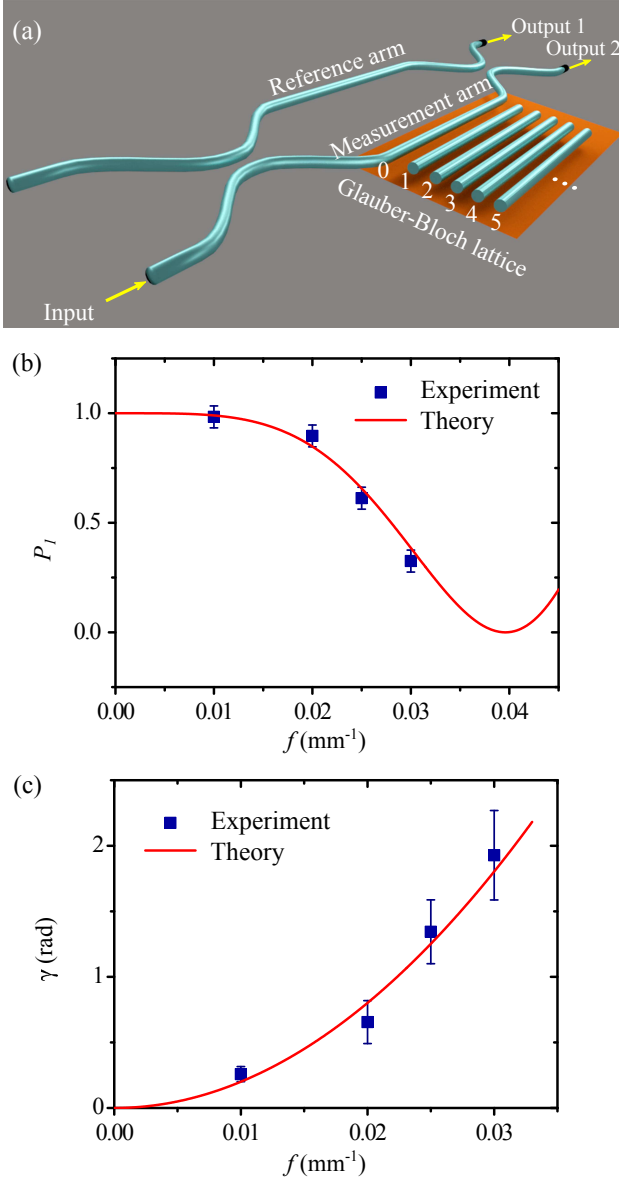 (a)
Output 1
Output 2
Reference arm
Measurement arm
0 1 2 3 4 5 ...
Glauber-Bloch lattice
Input
(b)
Experiment
Theory
1.0
0.5
0.0
P1
0.00 0.01 0.02 0.03 0.04
f (mm⁻¹)
(c)
Experiment
Theory
2
1
0
γ (rad)
0.00 0.01 0.02 0.03
f (mm⁻¹)